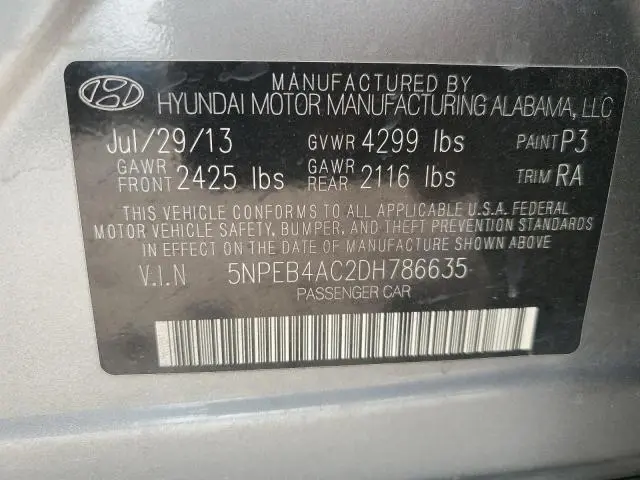 MANUFACTURED BY
HYUNDAI MOTOR MANUFACTURING ALABAMA, LLC
Jul/29/13 GVWR 4299 lbs PAINT P3
GAWR FRONT 2425 lbs GAWR REAR 2116 lbs TRIM RA
THIS VEHICLE CONFORMS TO ALL APPLICABLE U.S.A. FEDERAL
MOTOR VEHICLE SAFETY, BUMPER, AND THEFT PREVENTION STANDARDS
IN EFFECT ON THE DATE OF MANUFACTURE SHOWN ABOVE
V.I.N 5NPEB4AC2DH786635
PASSENGER CAR